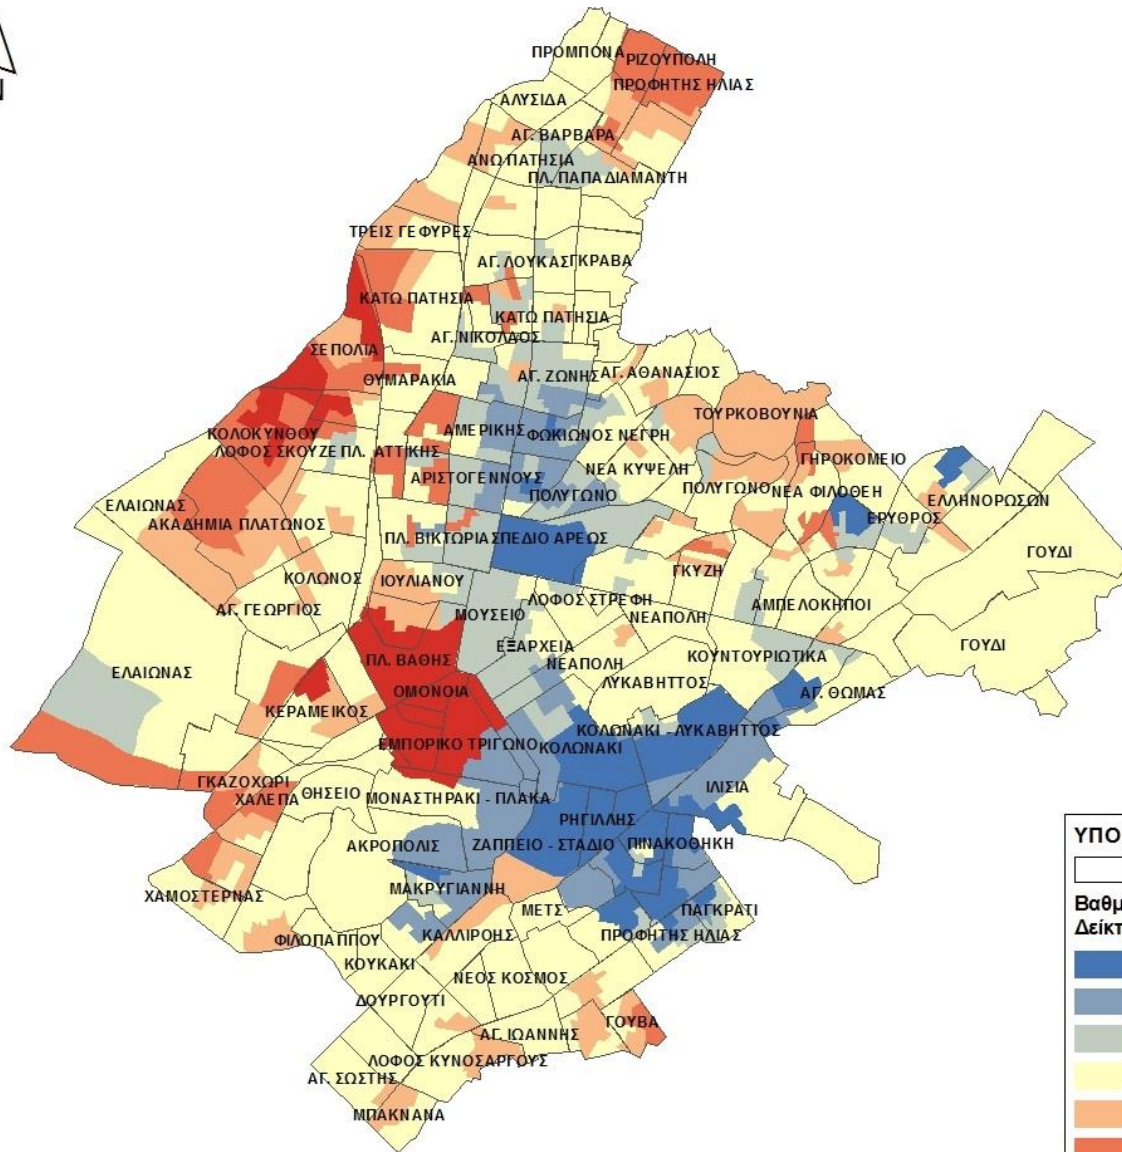 N
ΠΡΟΜΠΟΝΑ
ΡΙΖΟΥΠΟΛΗ
ΠΡΟΦΗΤΗΣ ΗΛΙΑΣ
ΑΛΥΣΙΔΑ
ΑΓ. ΒΑΡΒΑΡΑ
ΑΝΩ ΠΑΤΗΣΙΑ
ΠΛ. ΠΑΠΑΔΙΑΜΑΝΤΗ
ΤΡΕΙΣ ΓΕΦΥΡΕΣ
ΑΓ. ΛΟΥΚΑΣ
ΓΚΡΑΒΑ
ΚΑΤΩ ΠΑΤΗΣΙΑ
ΚΑΤΩ ΠΑΤΗΣΙΑ
ΑΓ. ΝΙΚΟΛΑΟΣ
ΣΕΠΟΛΙΑ
ΘΥΜΑΡΑΚΙΑ
ΑΓ. ΖΩΝΗΣ
ΑΓ. ΑΘΑΝΑΣΙΟΣ
ΤΟΥΡΚΟΒΟΥΝΙΑ
ΚΟΛΟΚΥΝΘΟΥ
ΑΜΕΡΙΚΗΣ
ΦΩΚΙΩΝΟΣ ΝΕΓΡΗ
ΛΟΦΟΣ ΣΚΟΥΖΕ
ΠΛ. ΑΤΤΙΚΗΣ
ΓΗΡΟΚΟΜΕΙΟ
ΑΡΙΣΤΟΓΕΝΝΟΥΣ
ΝΕΑ ΚΥΨΕΛΗ
ΠΟΛΥΓΩΝΟ
ΠΟΛΥΓΩΝΟ
ΝΕΑ ΦΙΛΟΘΕΗ
ΕΛΛΗΝΟΡΩΣΩΝ
ΕΛΑΙΩΝΑΣ
ΑΚΑΔΗΜΙΑ ΠΛΑΤΩΝΟΣ
ΕΡΥΘΡΟΣ
ΠΛ. ΒΙΚΤΩΡΙΑΣ
ΠΕΔΙΟ ΑΡΕΩΣ
ΓΟΥΔΙ
ΚΟΛΩΝΟΣ
ΙΟΥΛΙΑΝΟΥ
ΓΚΥΖΗ
ΑΓ. ΓΕΩΡΓΙΟΣ
ΜΟΥΣΕΙΟ
ΛΟΦΟΣ ΣΤΡΕΦΗ
ΝΕΑΠΟΛΗ
ΑΜΠΕΛΟΚΗΠΟΙ
ΓΟΥΔΙ
ΕΞΑΡΧΕΙΑ
ΠΛ. ΒΑΘΗΣ
ΝΕΑΠΟΛΗ
ΚΟΥΝΤΟΥΡΙΩΤΙΚΑ
ΕΛΑΙΩΝΑΣ
ΛΥΚΑΒΗΤΤΟΣ
ΑΓ. ΘΩΜΑΣ
ΟΜΟΝΟΙΑ
ΚΕΡΑΜΕΙΚΟΣ
ΚΟΛΩΝΑΚΙ - ΛΥΚΑΒΗΤΤΟΣ
ΕΜΠΟΡΙΚΟ ΤΡΙΓΩΝΟ
ΚΟΛΩΝΑΚΙ
ΓΚΑΖΟΧΩΡΙ
ΙΛΙΣΙΑ
ΧΑΛΕΠΑ
ΘΗΣΕΙΟ
ΜΟΝΑΣΤΗΡΑΚΙ - ΠΛΑΚΑ
ΡΗΓΙΛΛΗΣ
ΥΠΟ
ΑΚΡΟΠΟΛΙΣ
ΖΑΠΠΕΙΟ - ΣΤΑΔΙΟ
ΠΙΝΑΚΟΘΗΚΗ
ΧΑΜΟΣΤΕΡΝΑΣ
ΜΑΚΡΥΓΙΑΝΝΗ
Βαθμ
ΜΕΤΣ
ΠΑΓΚΡΑΤΙ
Δείκτ
ΦΙΛΟΠΑΠΠΟΥ
ΚΑΛΛΙΡΟΗΣ
ΠΡΟΦΗΤΗΣ ΗΛΙΑΣ
ΚΟΥΚΑΚΙ
ΝΕΟΣ ΚΟΣΜΟΣ
ΔΟΥΡΓΟΥΤΙ
ΓΟΥΒΑ
ΑΓ. ΙΩΑΝΝΗΣ
ΛΟΦΟΣ ΚΥΝΟΣΑΡΓΟΥΣ
ΑΓ. ΣΩΣΤΗΣ
ΜΠΑΚΝΑΝΑ